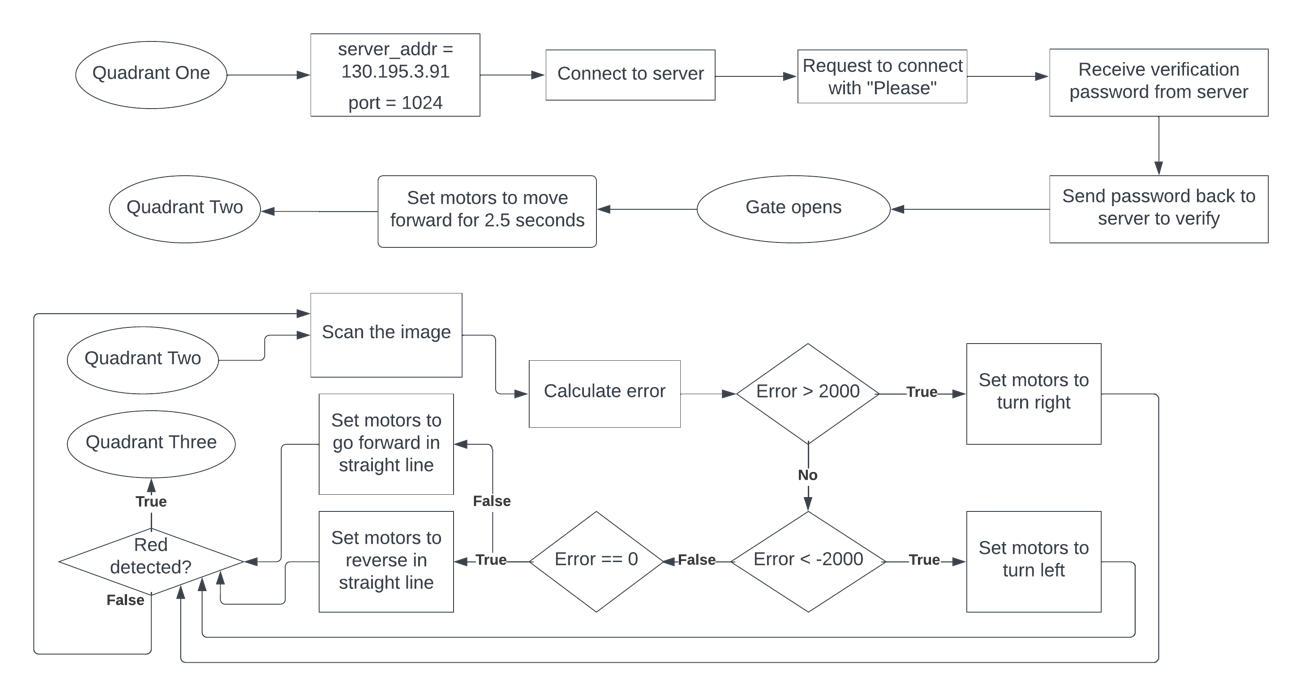 Quadrant One
server_addr =
130.195.3.91
port = 1024
Connect to server
Request to connect
with "Please"
Receive verification
password from server
Quadrant Two
Set motors to move
forward for 2.5 seconds
Gate opens
Send password back to
server to verify
Scan the image
Quadrant Two
Calculate error
Error > 2000
True
Set motors to
turn right
Quadrant Three
Set motors to
go forward in
straight line
No
True
False
Red
detected?
False
Set motors to
reverse in
straight line
True
Error == 0
False
Error < -2000
True
Set motors to
turn left